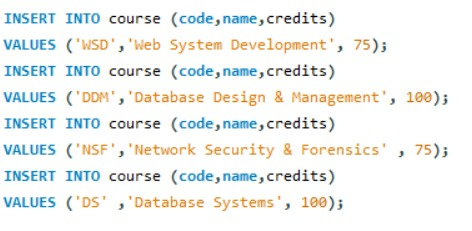 INSERT INTO course (code,name,credits)
VALUES ('WSD','Web System Development', 75);
INSERT INTO course (code,name,credits)
VALUES ('DDM','Database Design & Management', 100);
INSERT INTO course (code,name,credits)
VALUES ('NSF','Network Security & Forensics' , 75);
INSERT INTO course (code,name,credits)
VALUES ('DS' ,'Database Systems', 100);